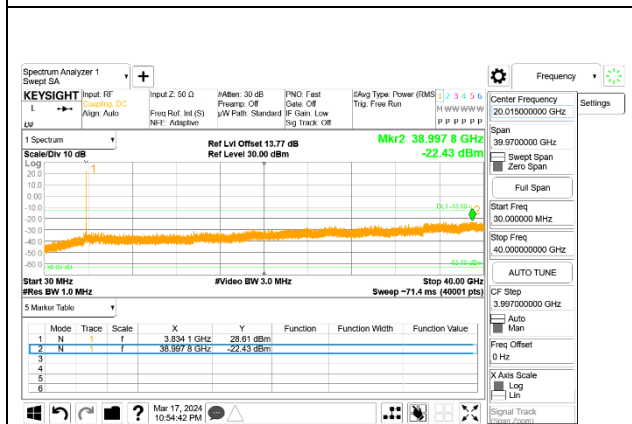 Spectrum Analyzer 1
Swept SA
+
Frequency
KEYSIGHT
Input: RF
Coupling: DC
Align: Auto
Input Z: 50 Ω
Freq Ref: Int (S)
NFE: Adaptive
#Atten: 30 dB
Preamp: Off
µW Path: Standard
PNO: Fast
Gate: Off
IF Gain: Low
Sig Track: Off
#Avg Type: Power (RMS
Trig: Free Run
1 2 3 4 5 6
M W W W W W
P P P P P P
Settings
Center Frequency
20.015000000 GHz
Span
39.9700000 GHz
Swept Span
Zero Span
Full Span
Start Freq
30.000000 MHz
Stop Freq
40.000000000 GHz
AUTO TUNE
CF Step
3.997000000 GHz
Auto
Man
Freq Offset
0 Hz
X Axis Scale
Log
Lin
Signal Track
(Span Zoom)
1 Spectrum
Scale/Div 10 dB
Ref Lvl Offset 13.77 dB
Ref Level 30.00 dBm
Mkr2 38.997 8 GHz
-22.43 dBm
Log
20.0
10.0
0.00
-10.0
-20.0
-30.0
-40.0
-50.0
-60.0
1
2
DL1 -13.00
Start 30 MHz
#Res BW 1.0 MHz
#Video BW 3.0 MHz
Stop 40.00 GHz
Sweep ~71.4 ms (40001 pts)
5 Marker Table
Mode Trace Scale X Y Function Function Width Function Value
1 N 1 f 3.834 1 GHz 28.61 dBm
2 N 1 f 38.997 8 GHz -22.43 dBm
3
4
5
6
?
Mar 17, 2024
10:54:42 PM